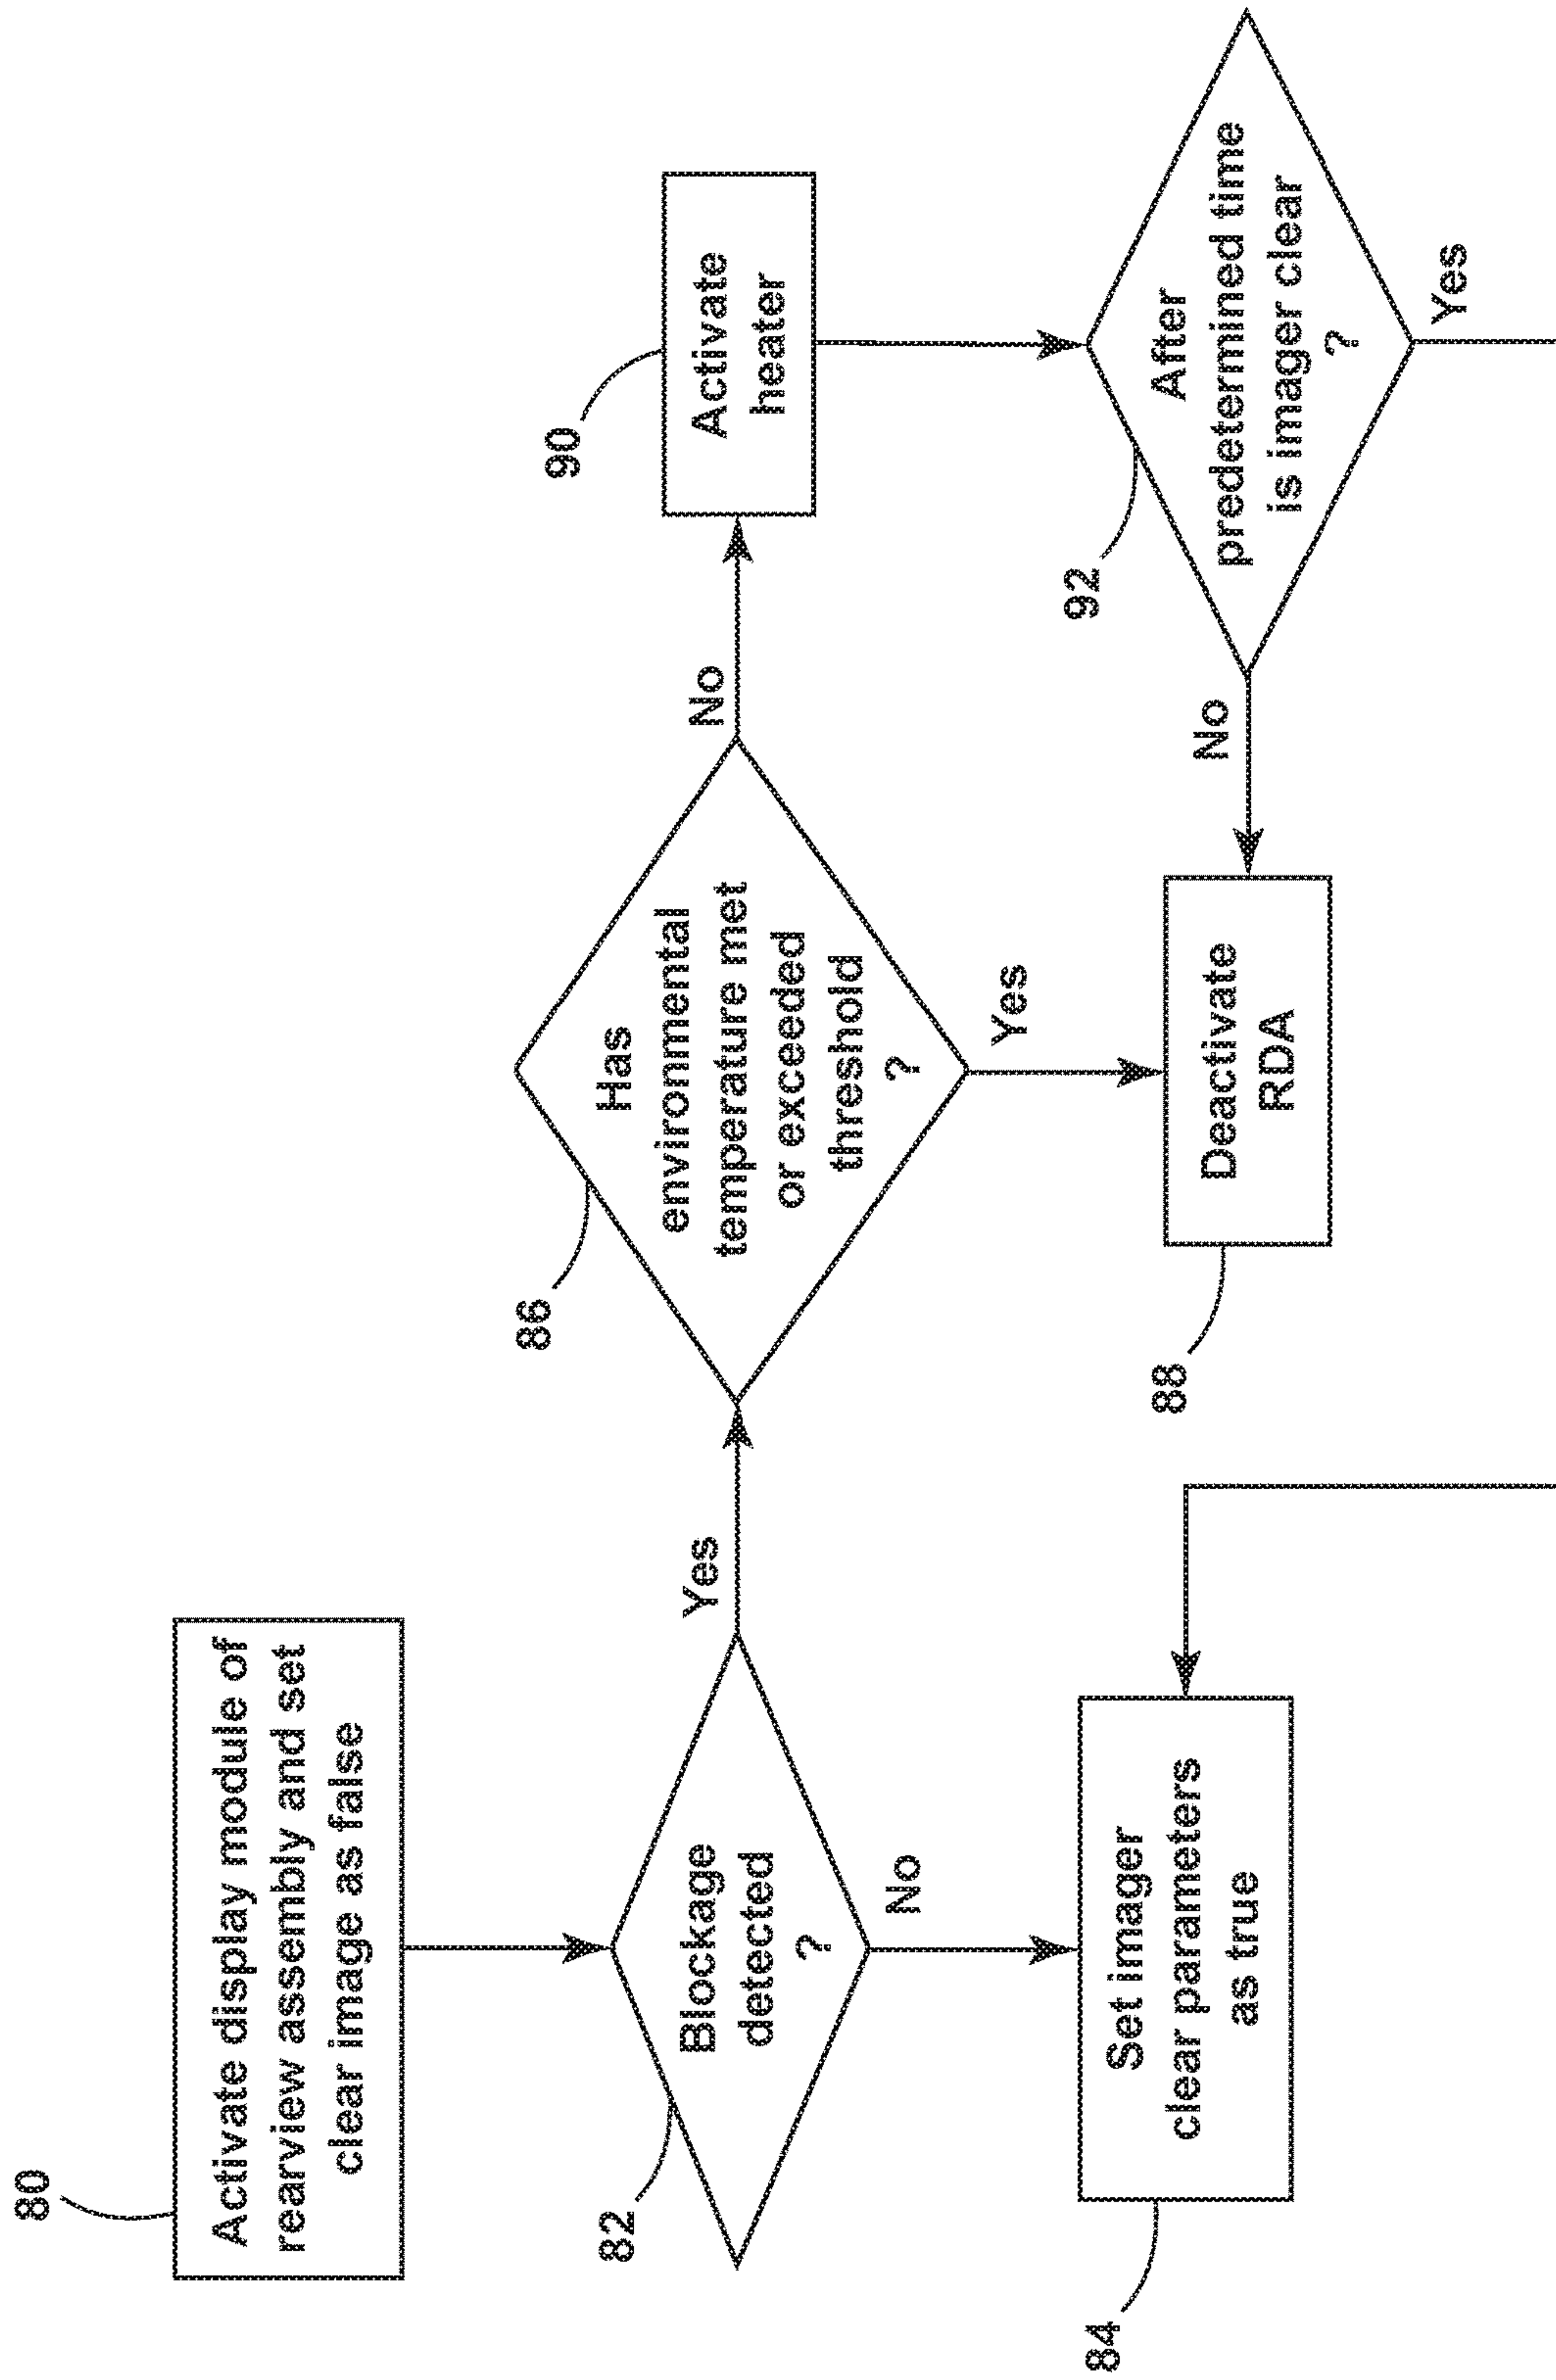 80
Activate display module of
rearview assembly and set
clear image as false
82
Blockage
detected
?
Yes
No
84
Set imager
clear parameters
as true
86
Has
environmental
temperature met
or exceeded
threshold
?
No
Yes
88
Deactivate
RDA
90
Activate
heater
92
After
predetermined time
is imager clear
?
No
Yes